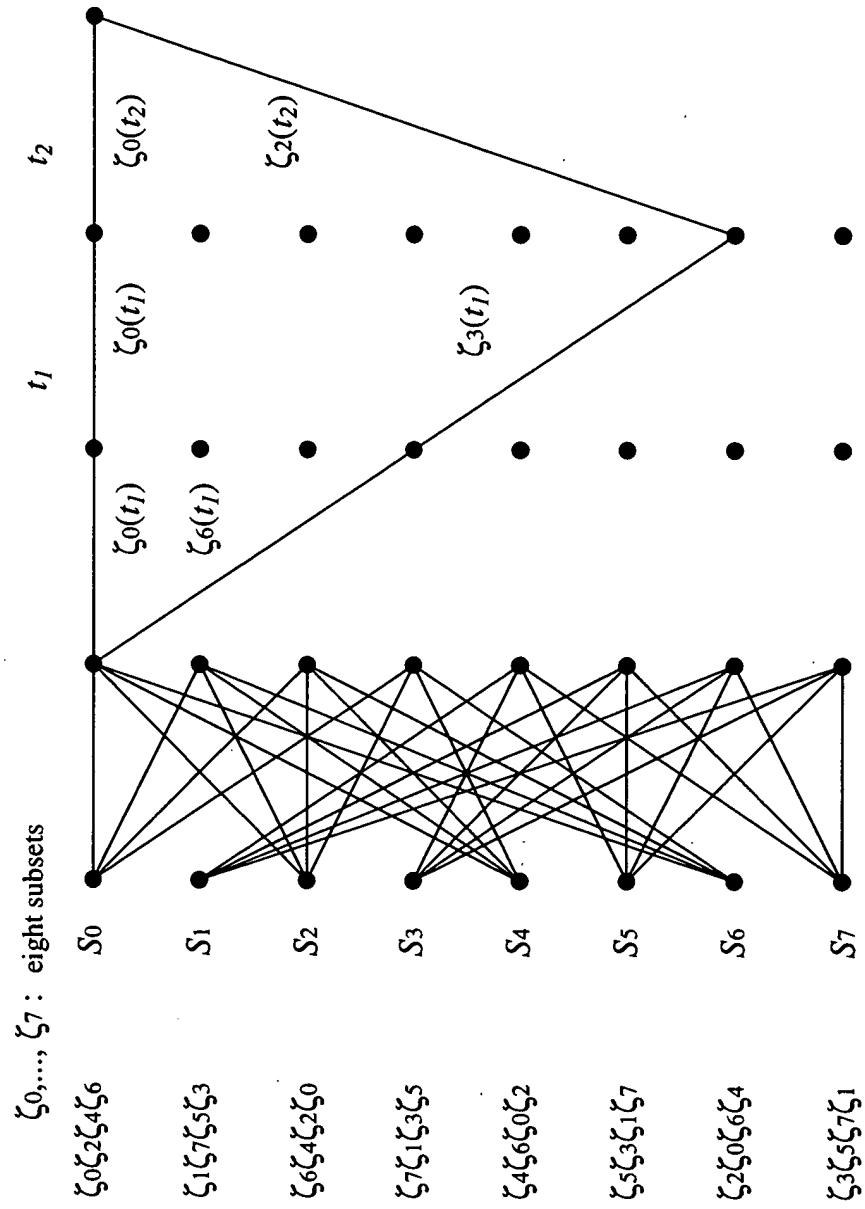 ζ0,..., ζ7 : eight subsets
t1 t2
ζ0ζ2ζ4ζ6 S0
ζ0(t1) ζ0(t1) ζ0(t2)
ζ1ζ7ζ5ζ3 S1 ζ6(t1)
ζ2(t2)
ζ6ζ4ζ2ζ0 S2
ζ7ζ1ζ3ζ5 S3
ζ3(t1)
ζ4ζ6ζ0ζ2 S4
ζ5ζ3ζ1ζ7 S5
ζ2ζ0ζ6ζ4 S6
ζ3ζ5ζ7ζ1 S7